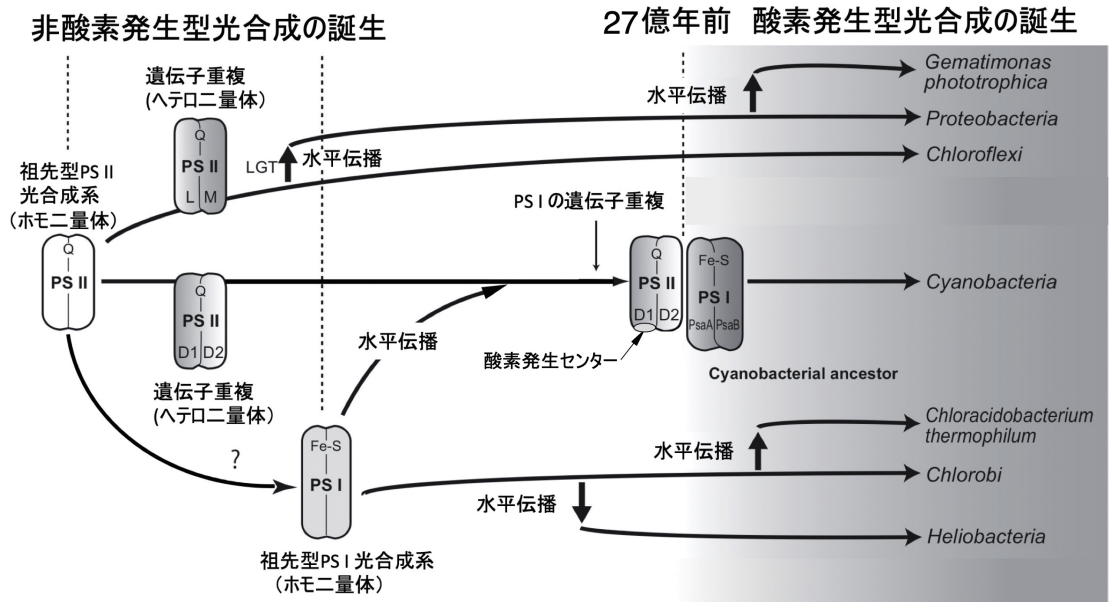 非酸素発生型光合成の誕生
27億年前 酸素発生型光合成の誕生
遺伝子重複
(ヘテロ二量体)
Q
PS II
L M
LGT
水平伝播
水平伝播
Gematimonas
phototrophica
Proteobacteria
Chloroflexi
祖先型PS II
光合成系
(ホモ二量体)
Q
PS II
PS I の遺伝子重複
Q
PS II
D1 D2
遺伝子重複
(ヘテロ二量体)
水平伝播
Q
PS II
D1 D2
Fe-S
PS I
PsaA PsaB
酸素発生センター
Cyanobacteria
Cyanobacterial ancestor
?
Fe-S
PS I
祖先型PS I 光合成系
(ホモ二量体)
水平伝播
水平伝播
Chloracidobacterium
thermophilum
Chlorobi
Heliobacteria